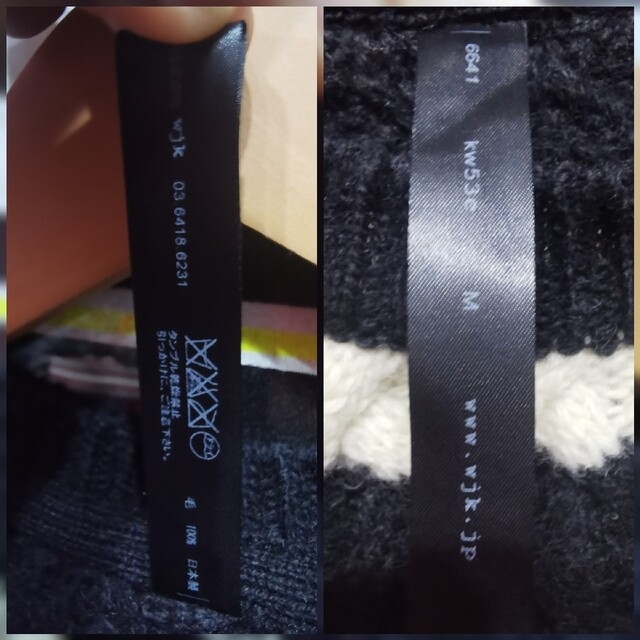 wjk
03 6418 6231
タンブル乾燥禁止
引っかけにご注意下さい。
毛 100%
日本製
6641
kw53c
M
www.wjk.jp